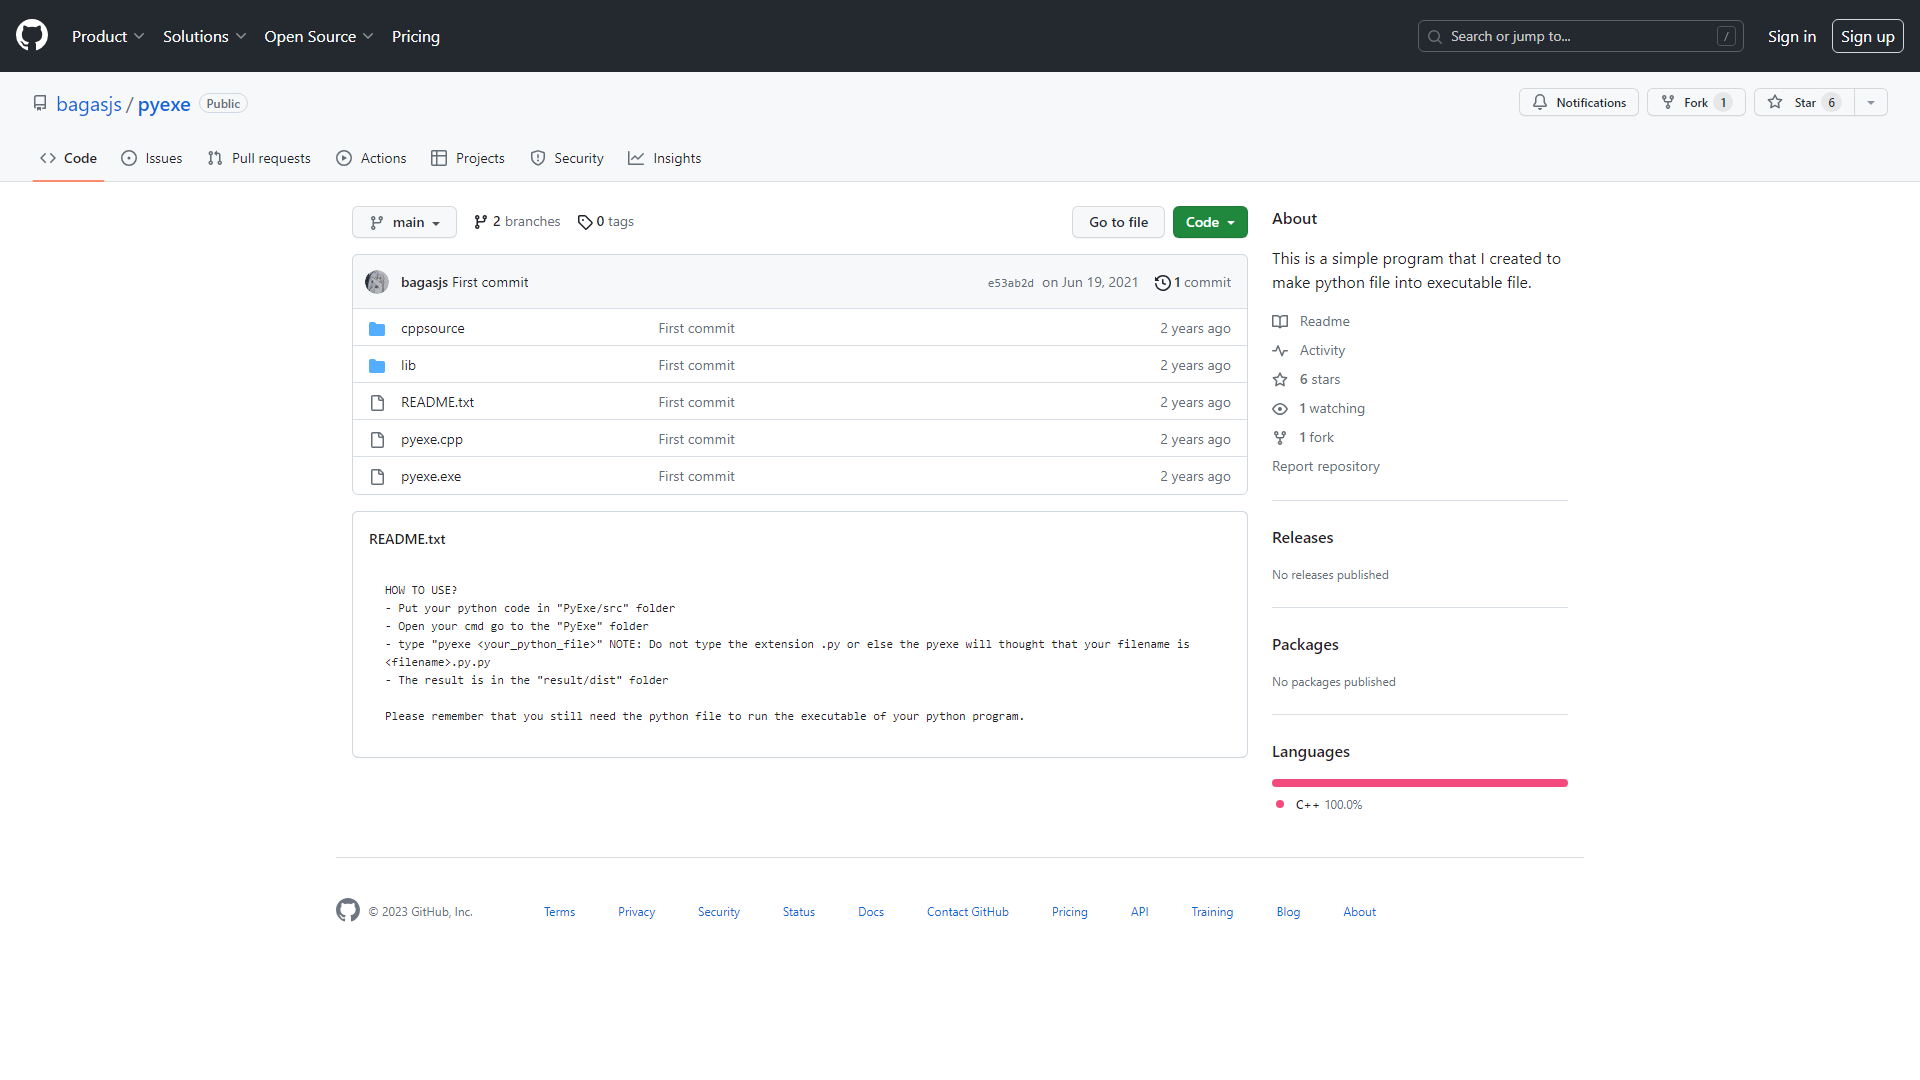 Product
Solutions
Open Source
Pricing
Search or jump to...
/
Sign in
Sign up
bagasjs / pyexe
Public
Notifications
Fork 1
Star 6
Code
Issues
Pull requests
Actions
Projects
Security
Insights
main
2 branches
0 tags
Go to file
Code
bagasjs First commit
e53ab2d on Jun 19, 2021
1 commit
cppsource First commit 2 years ago
lib First commit 2 years ago
README.txt First commit 2 years ago
pyexe.cpp First commit 2 years ago
pyexe.exe First commit 2 years ago
README.txt
HOW TO USE?
- Put your python code in "PyExe/src" folder
- Open your cmd go to the "PyExe" folder
- type "pyexe <your_python_file>" NOTE: Do not type the extension .py or else the pyexe will thought that your filename is
<filename>.py.py
- The result is in the "result/dist" folder
Please remember that you still need the python file to run the executable of your python program.
About
This is a simple program that I created to
make python file into executable file.
Readme
Activity
6 stars
1 watching
1 fork
Report repository
Releases
No releases published
Packages
No packages published
Languages
C++ 100.0%
© 2023 GitHub, Inc.
Terms
Privacy
Security
Status
Docs
Contact GitHub
Pricing
API
Training
Blog
About